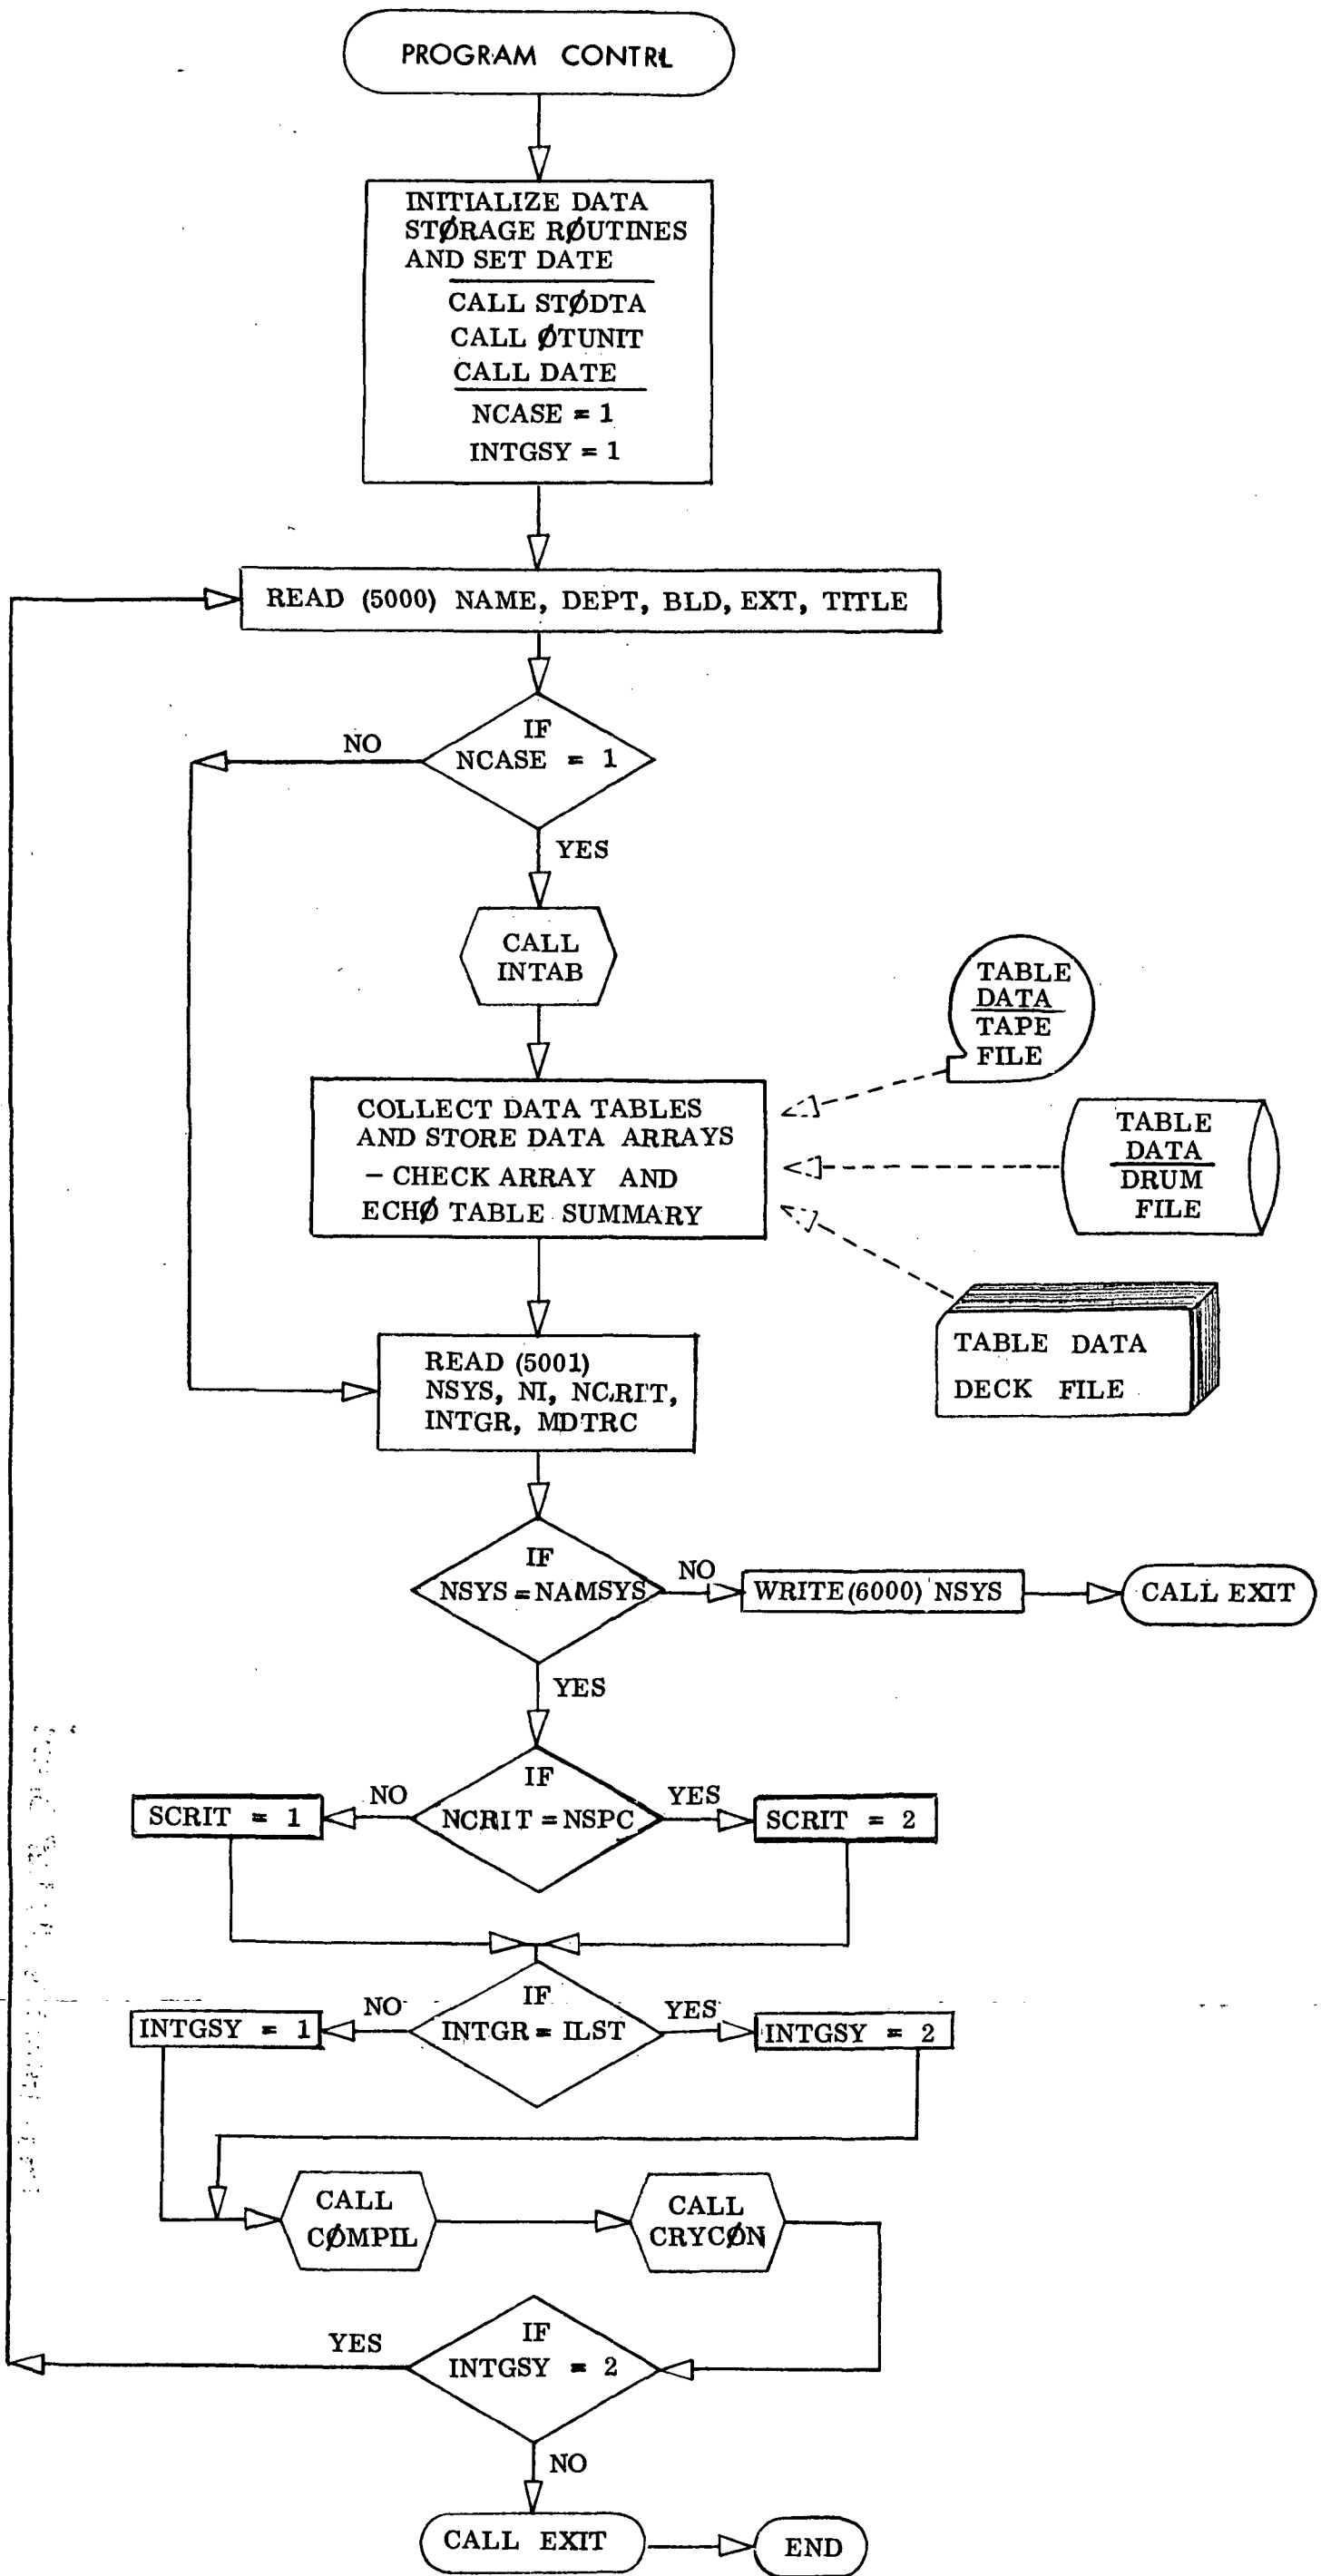 PROGRAM CONTRL
INITIALIZE DATA
STØRAGE RØUTINES
AND SET DATE
CALL STØDTA
CALL ØTUNIT
CALL DATE
NCASE = 1
INTGSY = 1
READ (5000) NAME, DEPT, BLD, EXT, TITLE
IF
NCASE = 1
NO
YES
CALL
INTAB
TABLE
DATA
TAPE
FILE
COLLECT DATA TABLES
AND STORE DATA ARRAYS
- CHECK ARRAY AND
ECHØ TABLE SUMMARY
TABLE
DATA
DRUM
FILE
TABLE DATA
DECK FILE
READ (5001)
NSYS, NI, NCRIT,
INTGR, MDTRC
IF
NSYS = NAMSYS
NO
WRITE (6000) NSYS
CALL EXIT
YES
IF
NCRIT = NSPC
NO
YES
SCRIT = 1
SCRIT = 2
IF
INTGR = ILST
NO
YES
INTGSY = 1
INTGSY = 2
CALL
CØMPIL
CALL
CRYCØN
IF
INTGSY = 2
YES
NO
CALL EXIT
END